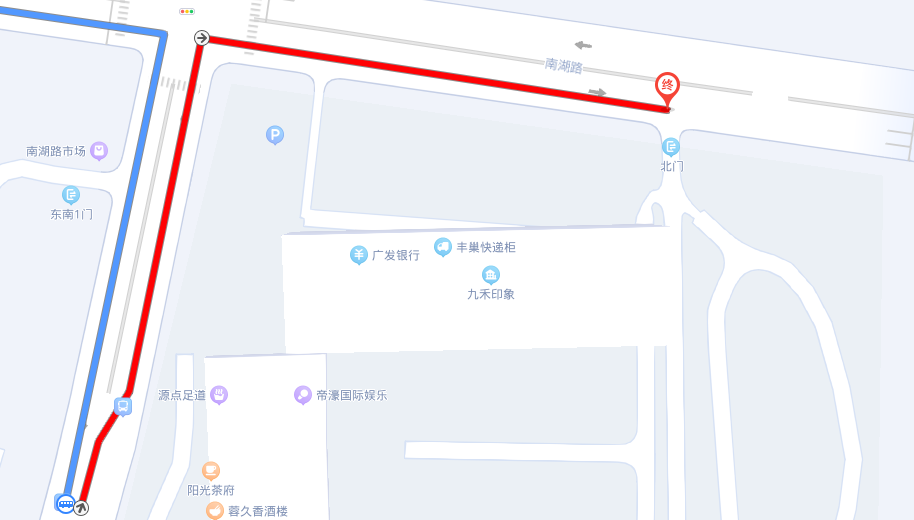 南湖路
终
P
南湖路市场
北门
东南1门
丰巢快递柜
广发银行
九禾印象
源点足道
帝濠国际娱乐
阳光茶府
蓉久香酒楼